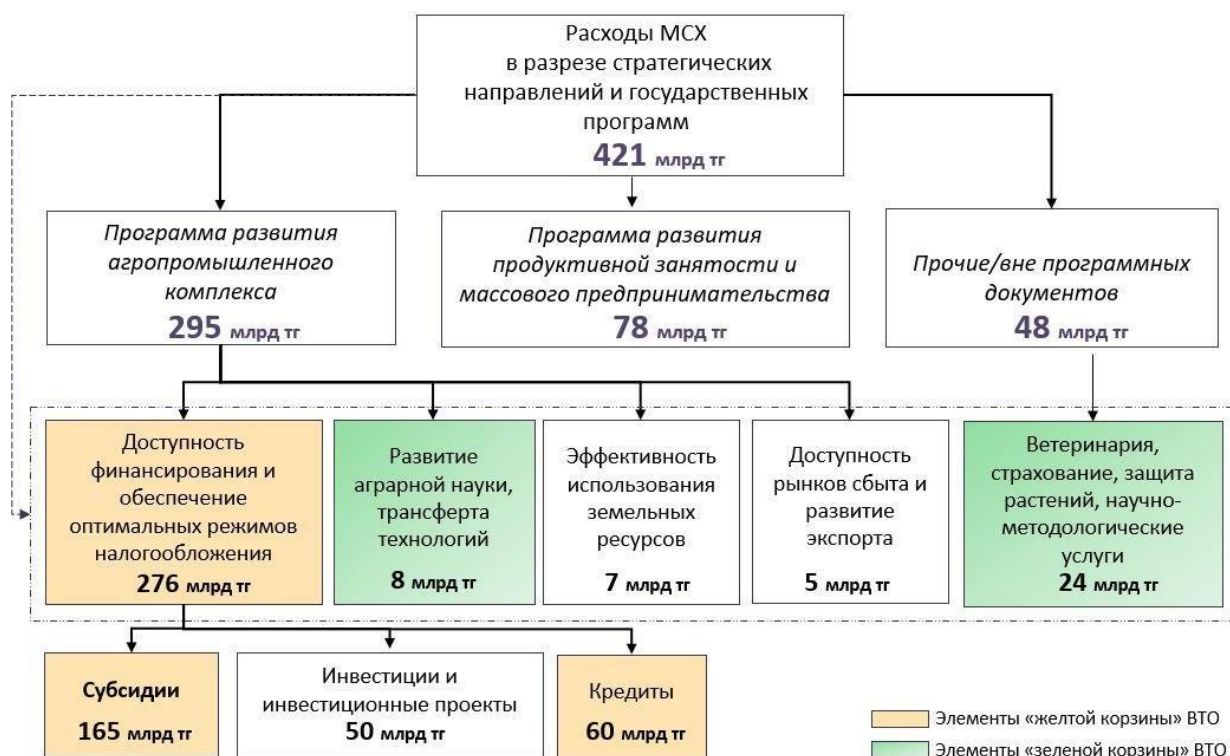 Расходы МСХ
в разрезе стратегических
направлений и государственных
программ
421 млрд тг
Программа развития
агропромышленного
комплекса
295 млрд тг
Программа развития
продуктивной занятости и
массового предпринимательства
78 млрд тг
Прочие/вне программных
документов
48 млрд тг
Доступность
финансирования и
обеспечение
оптимальных режимов
налогообложения
276 млрд тг
Развитие
аграрной науки,
трансферта
технологий
8 млрд тг
Эффективность
использования
земельных
ресурсов
7 млрд тг
Доступность
рынков сбыта и
развитие
экспорта
5 млрд тг
Ветеринария,
страхование, защита
растений, научно-
методологические
услуги
24 млрд тг
Субсидии
165 млрд тг
Инвестиции и
инвестиционные проекты
50 млрд тг
Кредиты
60 млрд тг
Элементы «желтой корзины» ВТО
Элементы «зеленой корзины» ВТО